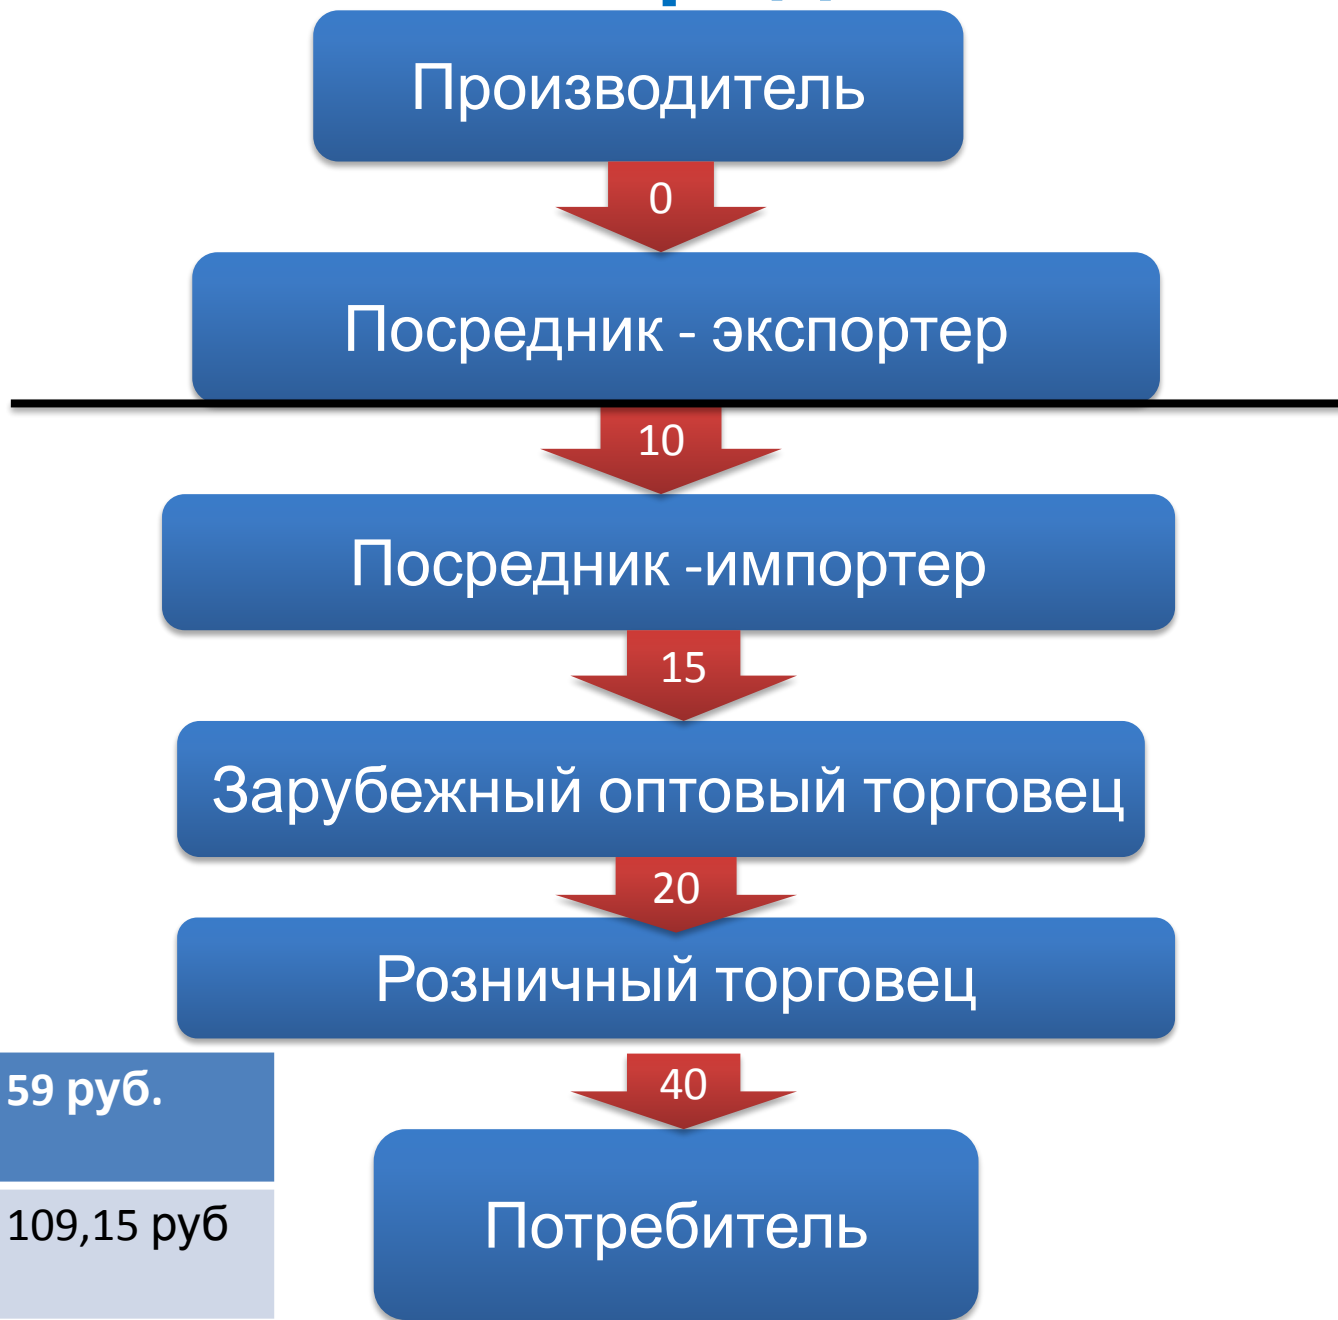 Производитель
0
Посредник - экспортер
10
Посредник -импортер
15
Зарубежный оптовый торговец
20
Розничный торговец
40
59 руб.
109,15 руб
Потребитель